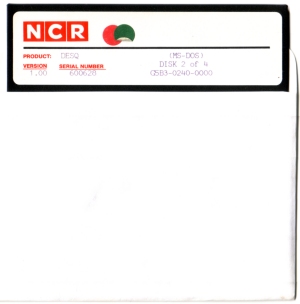 NCR
PRODUCT: DESQ (MS-DOS)
VERSION SERIAL NUMBER DISK 2 of 4
1.00 600628 G5B3-0240-0000